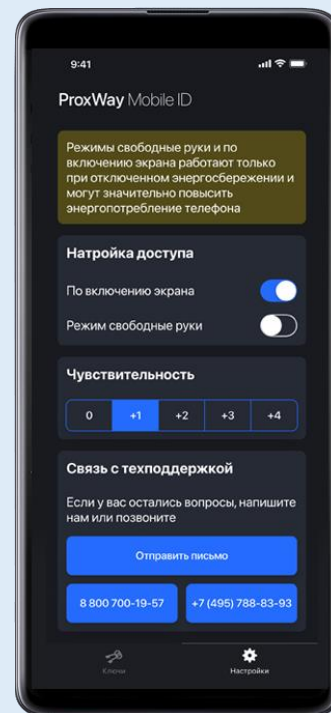 9:41
ProxWay Mobile ID
Режимы свободные руки и по
включению экрана работают только
при отключенном энергосбережении и
могут значительно повысить
энергопотребление телефона
Натройка доступа
По включению экрана
Режим свободные руки
Чувствительность
0 +1 +2 +3 +4
Связь с техподдержкой
Если у вас остались вопросы, напишите
нам или позвоните
Отправить письмо
8 800 700-19-57 +7 (495) 788-83-93
Ключи Настройки